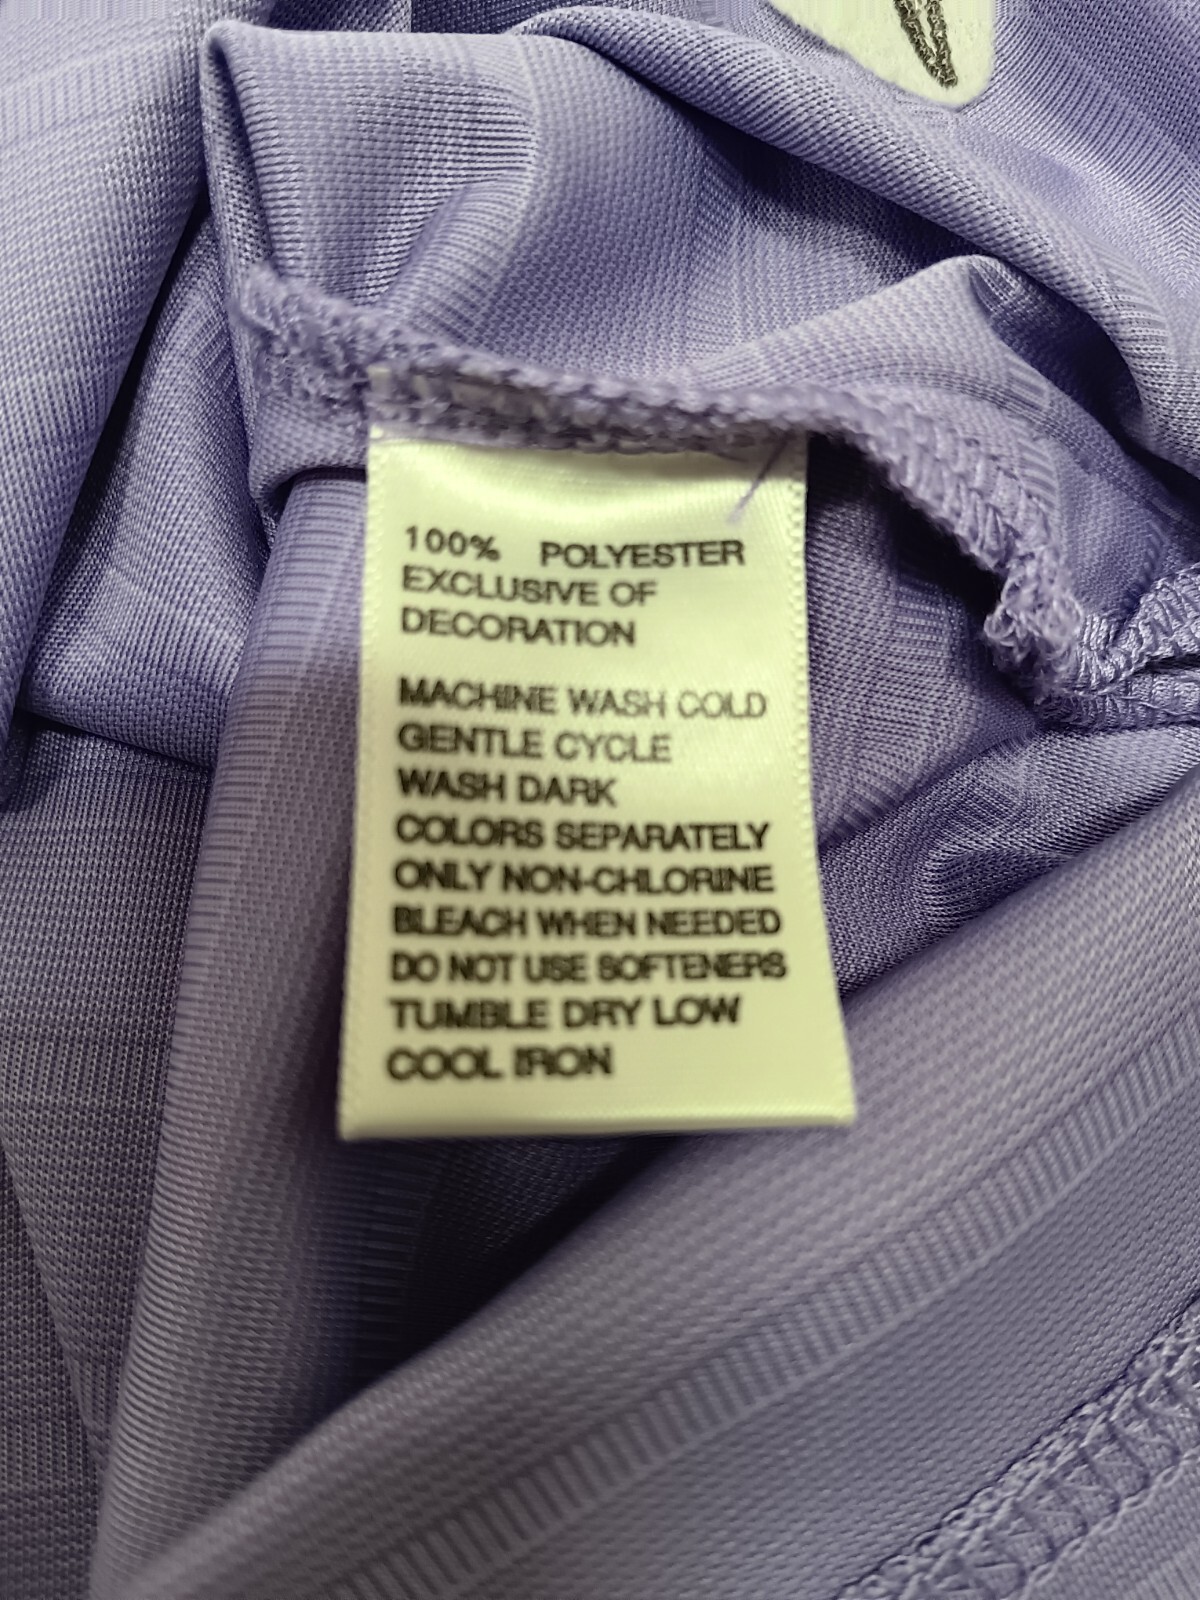 100% POLYESTER
EXCLUSIVE OF
DECORATION
MACHINE WASH COLD
GENTLE CYCLE
WASH DARK
COLORS SEPARATELY
ONLY NON-CHLORINE
BLEACH WHEN NEEDED
DO NOT USE SOFTENERS
TUMBLE DRY LOW
COOL IRON